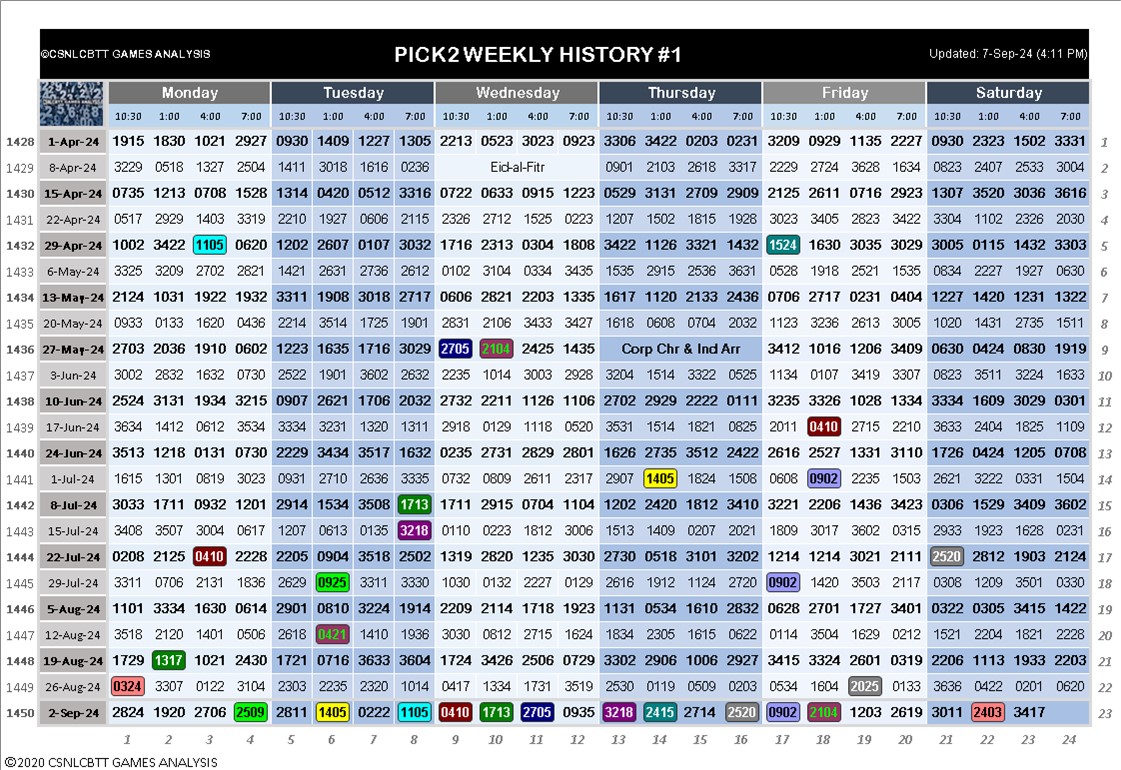 ©CSNLCBTT GAMES ANALYSIS PICK2 WEEKLY HISTORY #1 Updated: 7-Sep-24 (4:11 PM)
Monday Tuesday Wednesday Thursday Friday Saturday
10:30 1:00 4:00 7:00 10:30 1:00 4:00 7:00 10:30 1:00 4:00 7:00 10:30 1:00 4:00 7:00 10:30 1:00 4:00 7:00 10:30 1:00 4:00 7:00
1428 1-Apr-24 1915 1830 1021 2927 0930 1409 1227 1305 2213 0523 3023 0923 3306 3422 0203 0231 3209 0929 1135 2227 0930 2323 1502 3331 1
1429 8-Apr-24 3229 0518 1327 2504 1411 3018 1616 0236 Eid-al-Fitr 0901 2103 2618 3317 2229 2724 3628 1634 0823 2407 2533 3004 2
1430 15-Apr-24 0735 1213 0708 1528 1314 0420 0512 3316 0722 0633 0915 1223 0529 3131 2709 2909 2125 2611 0716 2923 1307 3520 3036 3616 3
1431 22-Apr-24 0517 2929 1403 3319 2210 1927 0606 2115 2326 2712 1525 0223 1207 1502 1815 1928 3023 3405 2823 3422 3304 1102 2326 2030 4
1432 29-Apr-24 1002 3422 1105 0620 1202 2607 0107 3032 1716 2313 0304 1808 3422 1126 3321 1432 1524 1630 3035 3029 3005 0115 1432 3303 5
1433 6-May-24 3325 3209 2702 2821 1421 2631 2736 2612 0102 3104 0334 3435 1535 2915 2536 3631 0528 1918 2521 1535 0834 2227 1927 0630 6
1434 13-May-24 2124 1031 1922 1932 3311 1908 3018 2717 0606 2821 2203 1335 1617 1120 2133 2436 0706 2717 0231 0404 1227 1420 1231 1322 7
1435 20-May-24 0933 0133 1620 0436 2214 3514 1725 1901 2831 2106 3433 3427 1618 0608 0704 2032 1123 3236 2613 3005 1020 1431 2735 1511 8
1436 27-May-24 2703 2036 1910 0602 1223 1635 1716 3029 2705 2104 2425 1435 Corp Chr & Ind Arr 3412 1016 1206 3409 0630 0424 0830 1919 9
1437 3-Jun-24 3002 2832 1632 0730 2522 1901 3602 2632 2235 1014 3003 2928 3204 1514 3322 0525 1134 0107 3419 3307 0823 3511 3224 1633 10
1438 10-Jun-24 2524 3131 1934 3215 0907 2621 1706 2032 2732 2211 1126 1106 2702 2929 2222 0111 3235 3326 1028 1334 3334 1609 3029 0301 11
1439 17-Jun-24 3634 1412 0612 3534 3334 3231 1320 1311 2918 0129 1118 0520 3531 1514 1821 0825 2011 0410 2715 2210 3633 2404 1825 1109 12
1440 24-Jun-24 3513 1218 0131 0730 2229 3434 3517 1632 0235 2731 2829 2801 1626 2735 3512 2422 2616 2527 1331 3110 1726 0424 1205 0708 13
1441 1-Jul-24 1615 1301 0819 3023 0931 2710 2636 3335 0732 0809 2611 2317 2907 1405 1824 1508 0608 0902 2235 1503 2621 3222 0331 1504 14
1442 8-Jul-24 3033 1711 0932 1201 2914 1534 3508 1713 1711 2915 0704 1104 1202 2420 1812 3410 3221 2206 1436 3423 0306 1529 3409 3602 15
1443 15-Jul-24 3408 3507 3004 0617 1207 0613 0135 3218 0110 0223 1812 3006 1513 1409 0207 2021 1809 3017 3602 0315 2933 1923 1628 0231 16
1444 22-Jul-24 0208 2125 0410 2228 2205 0904 3518 2502 1319 2820 1235 3030 2730 0518 3101 3202 1214 1214 3021 2111 2520 2812 1903 2124 17
1445 29-Jul-24 3311 0706 2131 1836 2629 0925 3311 3330 1030 0132 2227 0129 2616 1912 1124 2720 0902 1420 3503 2117 0308 1209 3501 0330 18
1446 5-Aug-24 1101 3334 1630 0614 2901 0810 3224 1914 2209 2114 1718 1923 1131 0534 1610 2832 0628 2701 1727 3401 0322 0305 3415 1422 19
1447 12-Aug-24 3518 2120 1401 0506 2618 0421 1410 1936 3030 0812 2715 1624 1834 2305 1615 0622 0114 3504 1629 0212 1521 2204 1821 2228 20
1448 19-Aug-24 1729 1317 1021 2430 1721 0716 3633 3604 1724 3426 2506 0729 3302 2906 1006 2927 3415 3324 2601 0319 2206 1113 1933 2203 21
1449 26-Aug-24 0324 3307 0122 3104 2303 2235 2320 1014 0417 1334 1731 3519 2530 0119 0509 0203 0534 1604 2025 0133 3636 0422 0201 0620 22
1450 2-Sep-24 2824 1920 2706 2509 2811 1405 0222 1105 0410 1713 2705 0935 3218 2415 2714 2520 0902 2104 1203 2619 3011 2403 3417 23
1 2 3 4 5 6 7 8 9 10 11 12 13 14 15 16 17 18 19 20 21 22 23 24
©2020 CSNLCBTT GAMES ANALYSIS